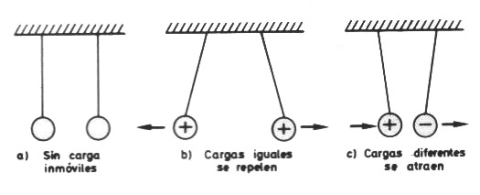 + + + −
a) Sin carga
inmóviles
b) Cargas iguales
se repelen
c) Cargas diferentes
se atraen